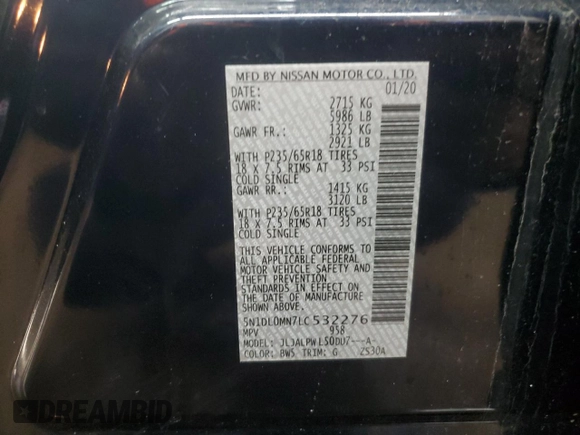 MFD BY NISSAN MOTOR CO., LTD.
DATE: 01/20
GVWR: 2715 KG
5986 LB
GAWR FR: 1325 KG
2921 LB
WITH P235/65R18 TIRES
18 X 7.5 RIMS AT 33 PSI
COLD SINGLE
GAWR RR.: 1415 KG
3120 LB
WITH P235/65R18 TIRES
18 X 7.5 RIMS AT 33 PSI
COLD SINGLE
THIS VEHICLE CONFORMS TO
ALL APPLICABLE FEDERAL
MOTOR VEHICLE SAFETY AND
AND THEFT PREVENTION
STANDARDS IN EFFECT ON THE
DATE OF MANUFACTURE
SHOWN ABOVE.
5N1DL0MN7LC532276
MPV 958
MODEL: JLJALPWL50DU7---A-
COLOR: BW5 TRIM: G ZS30A
DREAMBID